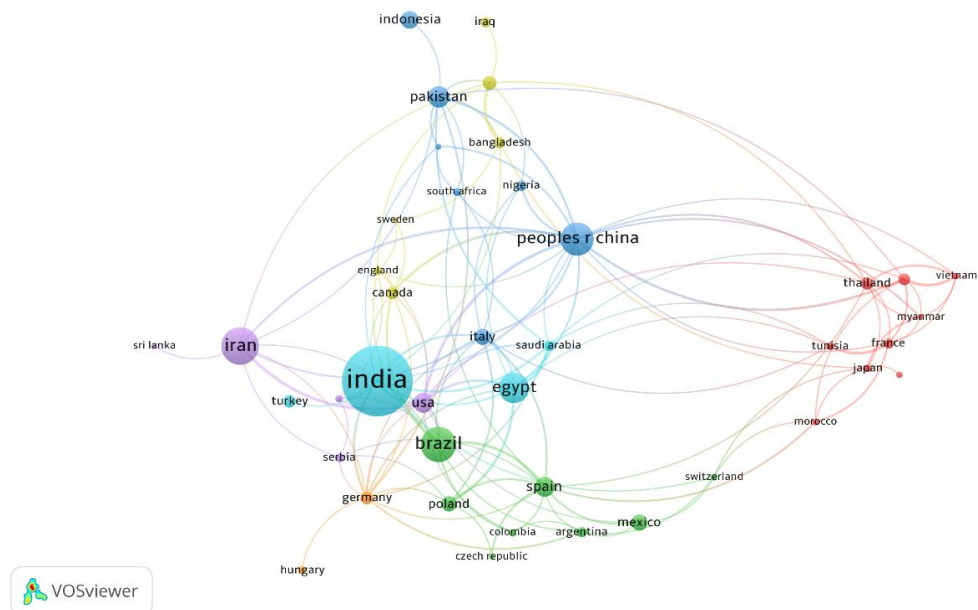 indonesia
iraq
pakistan
bangladesh
south africa
nigeria
sweden
peoples r china
england
canada
thailand
vietnam
myanmar
sri lanka
iran
italy
saudi arabia
tunisia
france
japan
india
egypt
turkey
usa
morocco
brazil
serbia
switzerland
germany
poland
spain
mexico
colombia
argentina
czech republic
hungary
VOSviewer